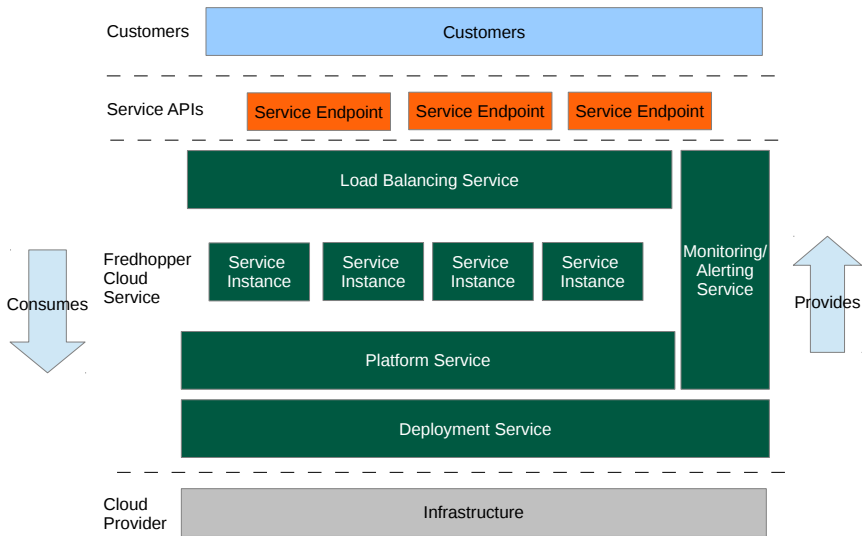 Customers
Customers
Service APIs
Service Endpoint
Service Endpoint
Service Endpoint
Load Balancing Service
Fredhopper
Cloud
Service
Service
Instance
Service
Instance
Service
Instance
Service
Instance
Monitoring/
Alerting
Service
Consumes
Provides
Platform Service
Deployment Service
Cloud
Provider
Infrastructure